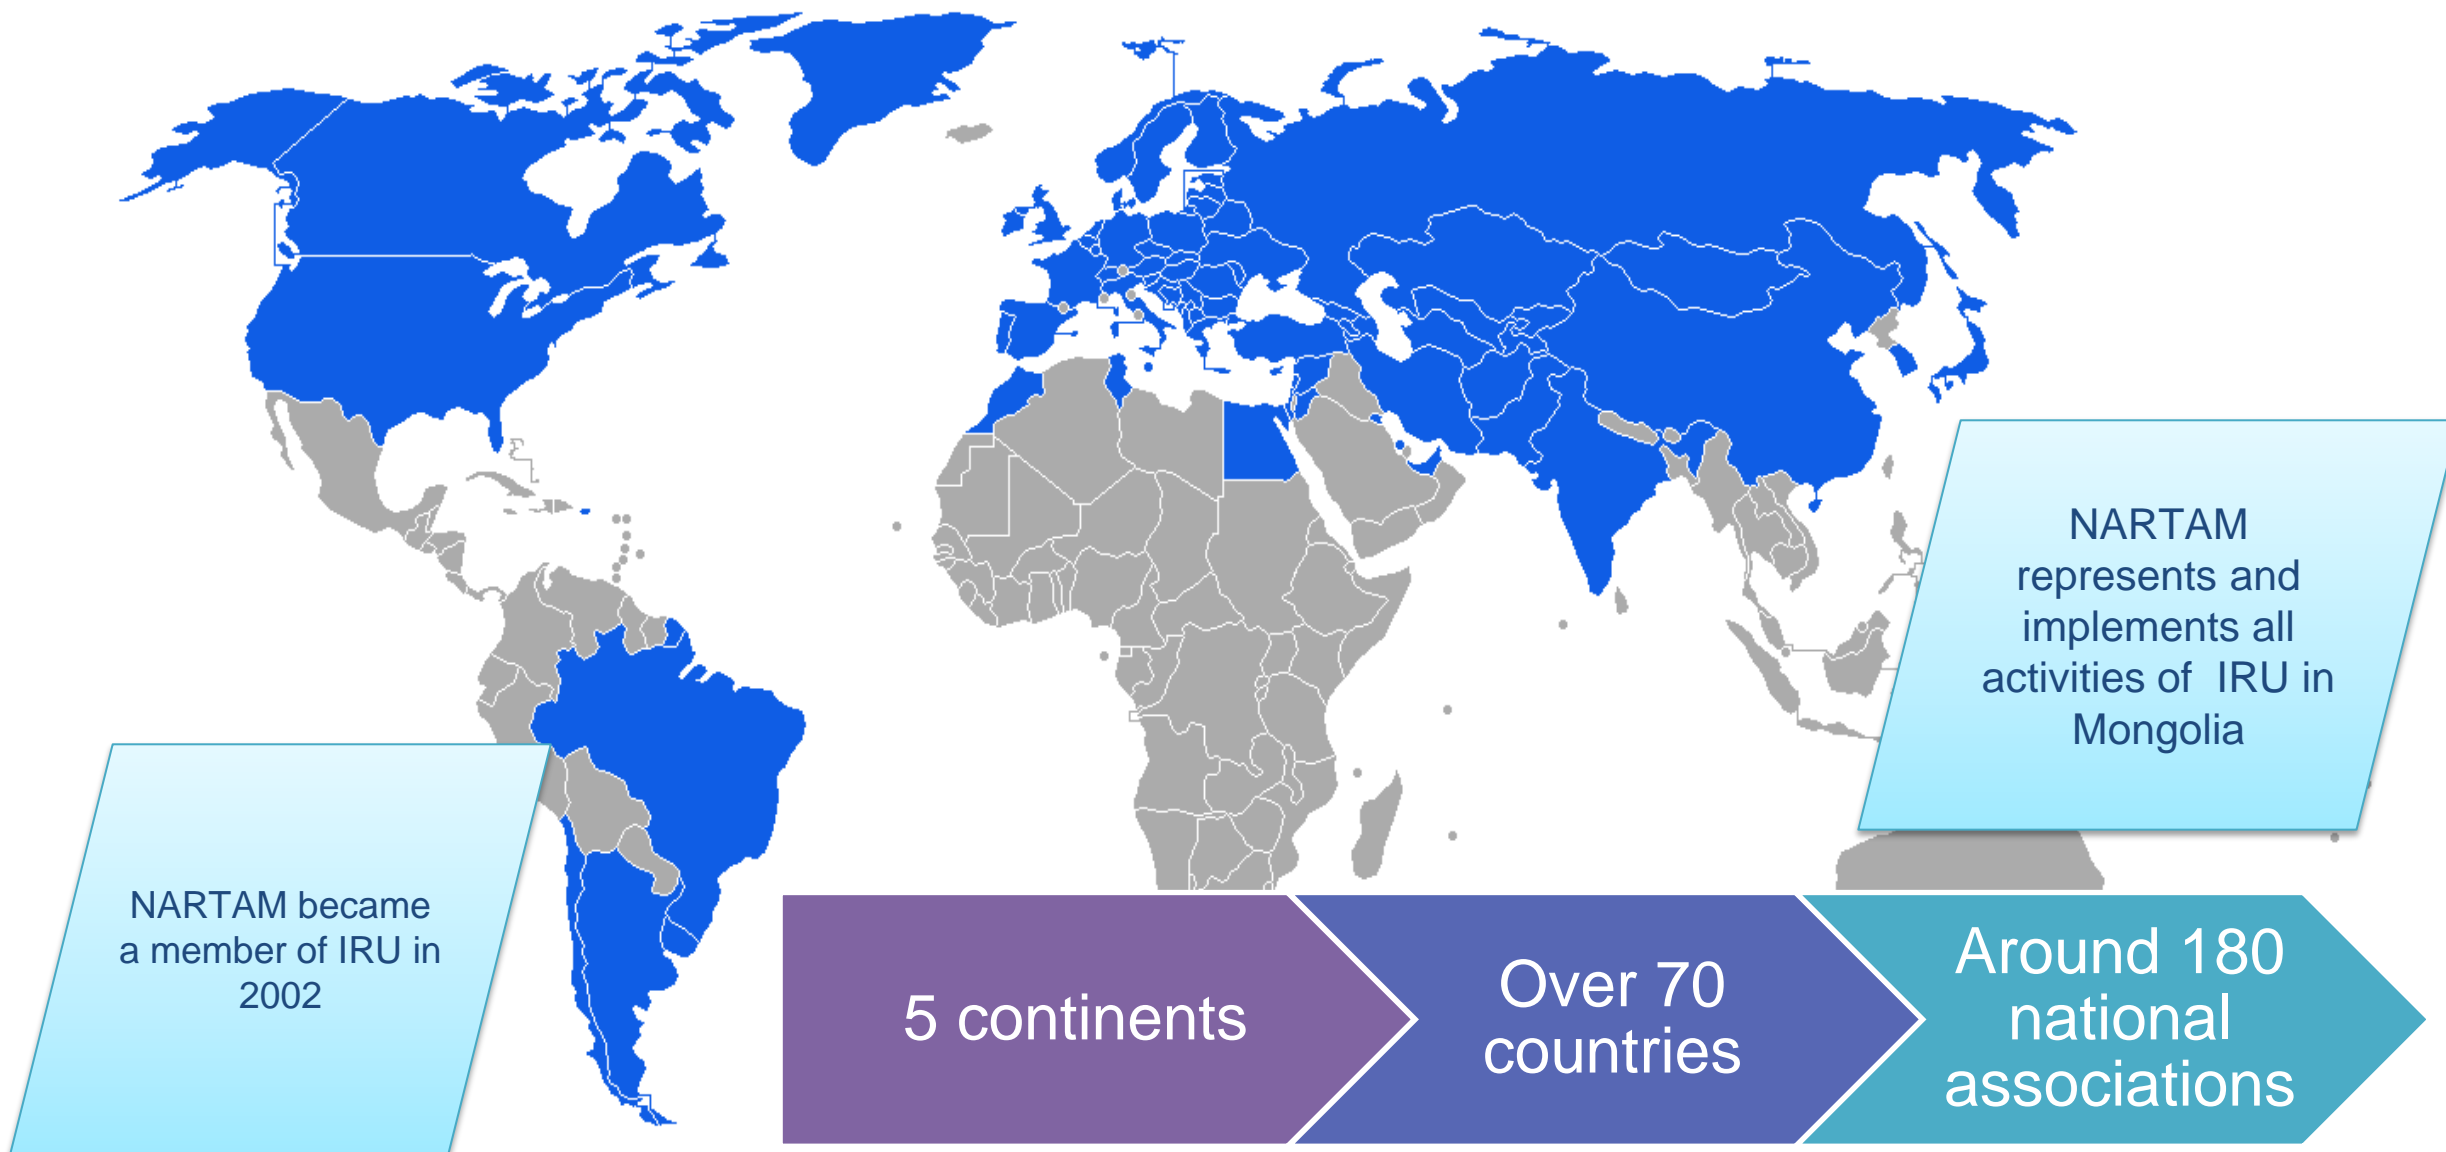 NARTAM
represents and
implements all
activities of IRU in
Mongolia
NARTAM became
a member of IRU in
2002
5 continents
Over 70
countries
Around 180
national
associations